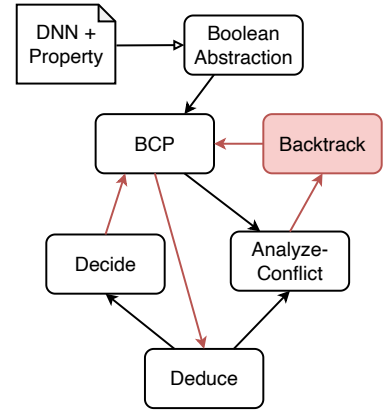 DNN +
Property
Boolean
Abstraction
BCP
Backtrack
Decide
Analyze-
Conflict
Deduce